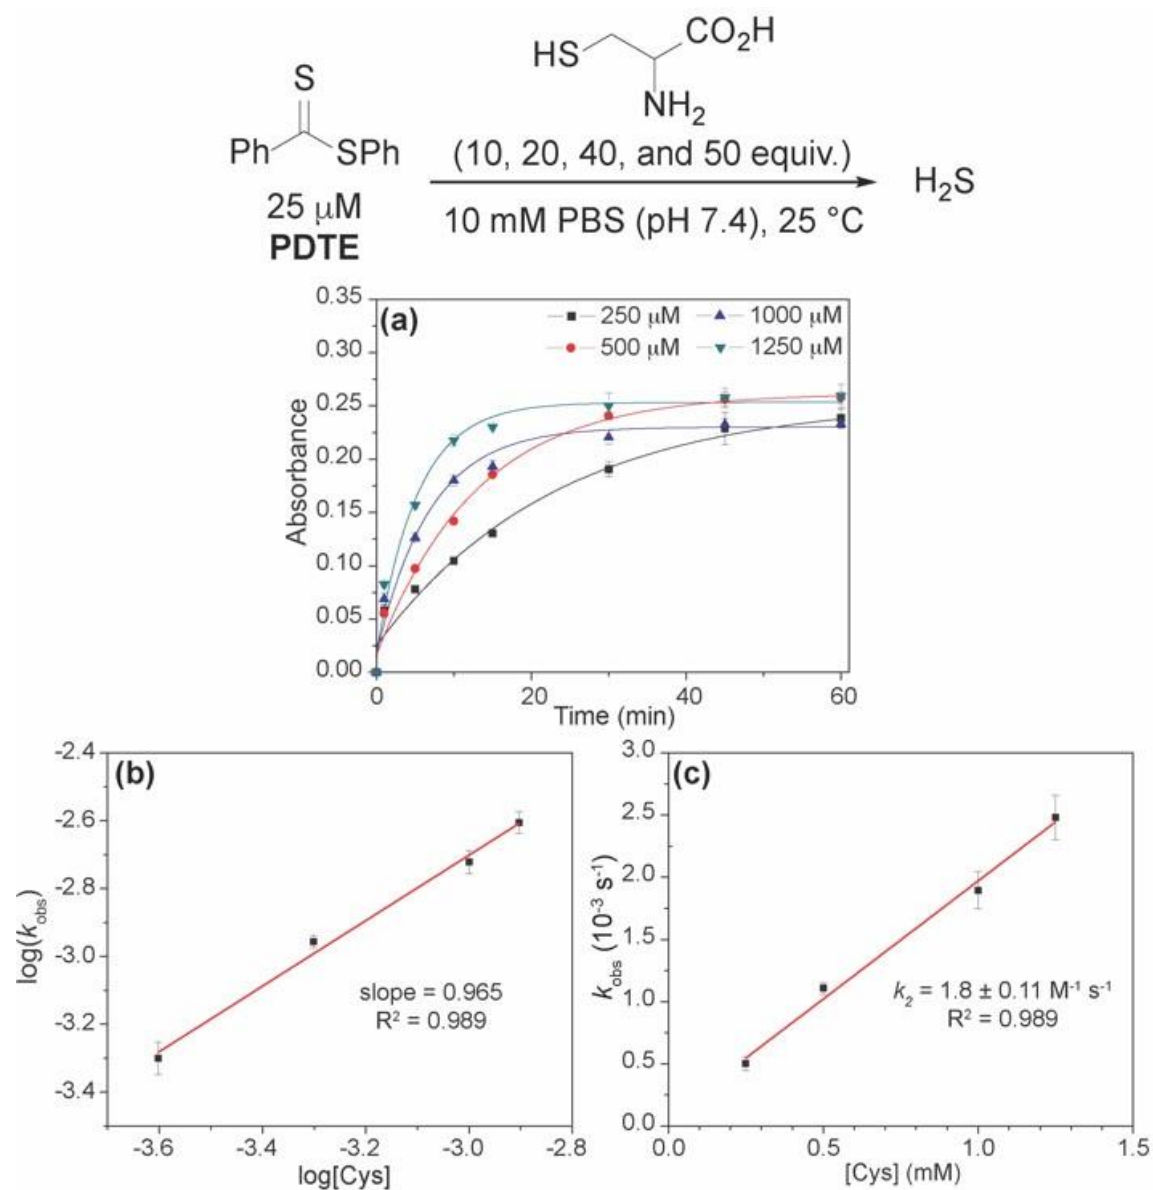 HS
CO₂H
NH₂
S
Ph
SPh
25 μM
PDTE
(10, 20, 40, and 50 equiv.)
10 mM PBS (pH 7.4), 25 °C
H₂S
(a)
250 μM
1000 μM
500 μM
1250 μM
0.35
0.30
0.25
0.20
0.15
0.10
0.05
0.00
Absorbance
0
20
40
60
Time (min)
(b)
-2.4
-2.6
-2.8
-3.0
-3.2
-3.4
log(k_obs)
slope = 0.965
R² = 0.989
-3.6
-3.4
-3.2
-3.0
-2.8
log[Cys]
(c)
3.0
2.5
2.0
1.5
1.0
0.5
0.0
k_obs (10⁻³ s⁻¹)
k₂ = 1.8 ± 0.11 M⁻¹ s⁻¹
R² = 0.989
0.0
0.5
1.0
1.5
[Cys] (mM)